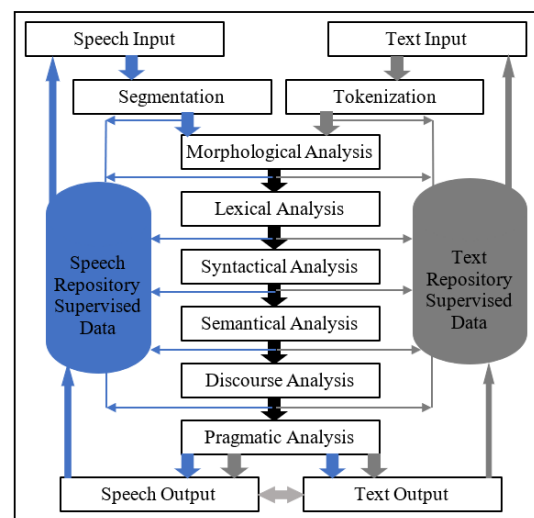 Speech Input
Text Input
Segmentation
Tokenization
Morphological Analysis
Lexical Analysis
Speech
Repository
Supervised
Data
Text
Repository
Supervised
Data
Syntactical Analysis
Semantical Analysis
Discourse Analysis
Pragmatic Analysis
Speech Output
Text Output